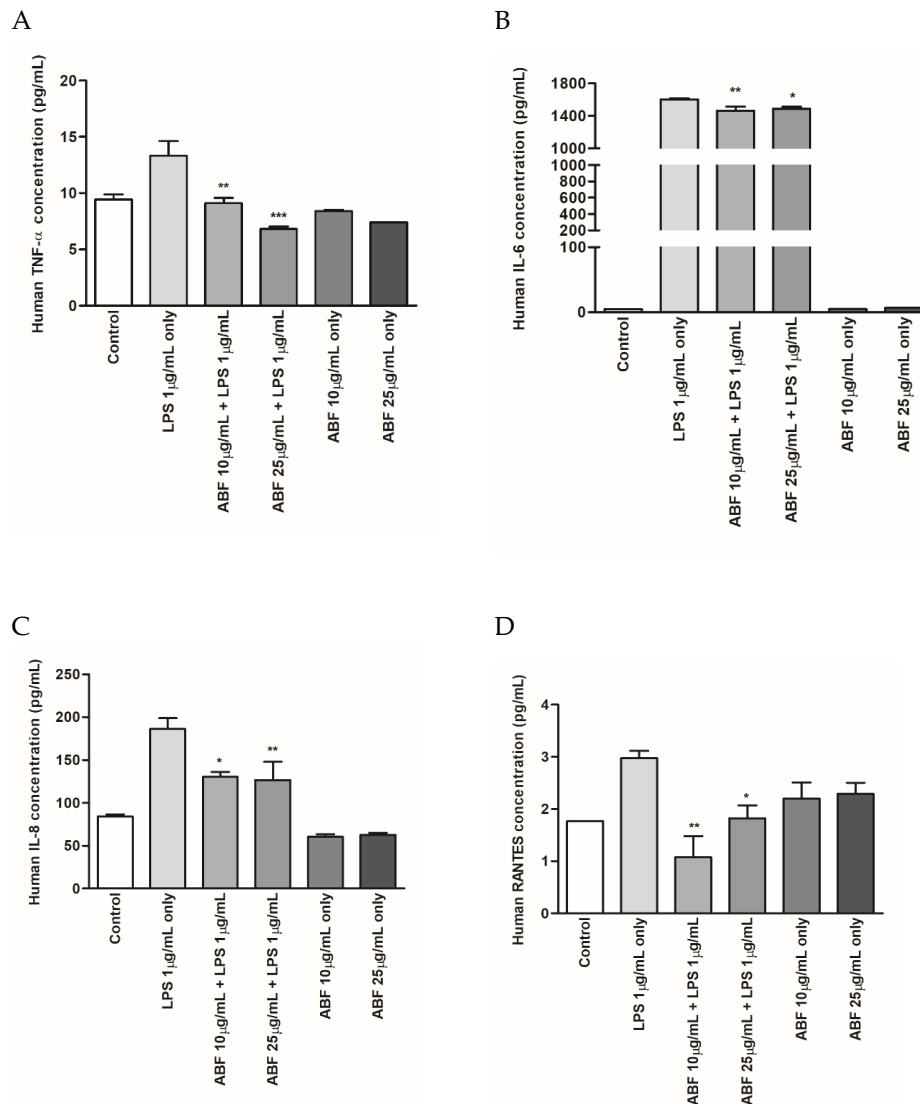 A
Human TNF-α concentration (pg/mL)
20
15
10
5
0
**
***
Control
LPS 1μg/mL only
ABF 10μg/mL + LPS 1μg/mL
ABF 25μg/mL + LPS 1μg/mL
ABF 10μg/mL only
ABF 25μg/mL only
B
Human IL-6 concentration (pg/mL)
1800
1400
1000
1000
800
600
400
200
100
0
**
*
Control
LPS 1μg/mL only
ABF 10μg/mL + LPS 1μg/mL
ABF 25μg/mL + LPS 1μg/mL
ABF 10μg/mL only
ABF 25μg/mL only
C
Human IL-8 concentration (pg/mL)
250
200
150
100
50
0
*
**
Control
LPS 1μg/mL only
ABF 10μg/mL + LPS 1μg/mL
ABF 25μg/mL + LPS 1μg/mL
ABF 10μg/mL only
ABF 25μg/mL only
D
Human RANTES concentration (pg/mL)
4
3
2
1
0
**
*
Control
LPS 1μg/mL only
ABF 10μg/mL + LPS 1μg/mL
ABF 25μg/mL + LPS 1μg/mL
ABF 10μg/mL only
ABF 25μg/mL only